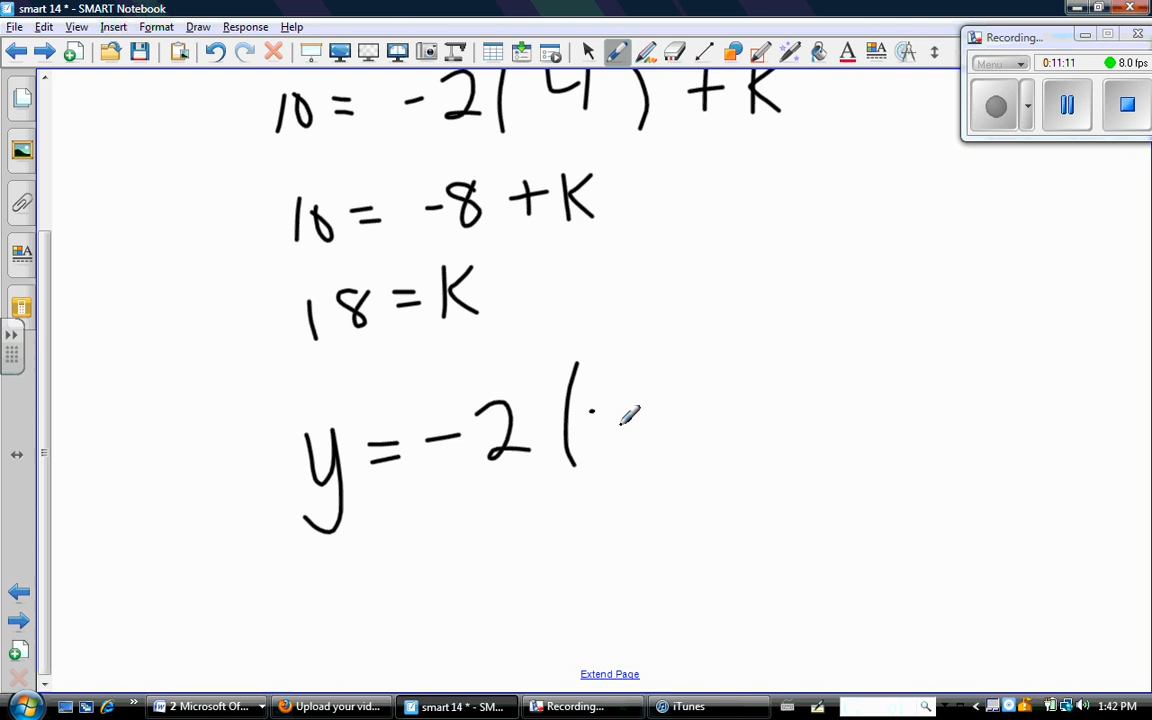 smart 14 * - SMART Notebook
File Edit View Insert Format Draw Response Help
Recording...
Menu 0:11:11 8.0 fps
10 = -2(4) + K
10 = -8 + K
18 = K
y = -2(
Extend Page
2 Microsoft Of... Upload your vid... smart 14 * - SM... Recording... iTunes 1:42 PM